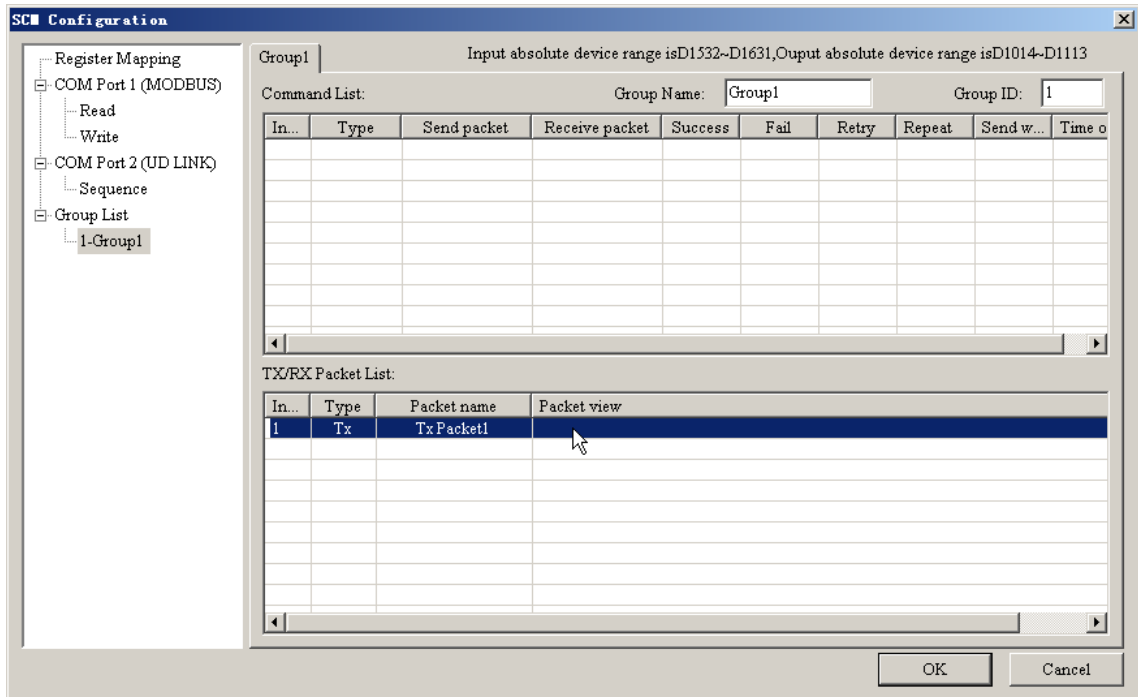 SCM Configuration
Register Mapping
COM Port 1 (MODBUS)
Read
Write
COM Port 2 (UD LINK)
Sequence
Group List
1-Group1
Group1
Input absolute device range isD1532~D1631,Ouput absolute device range isD1014~D1113
Command List: Group Name: Group1 Group ID: 1
In... Type Send packet Receive packet Success Fail Retry Repeat Send w... Time o
TX/RX Packet List:
In... Type Packet name Packet view
1 Tx Tx Packet1
OK Cancel